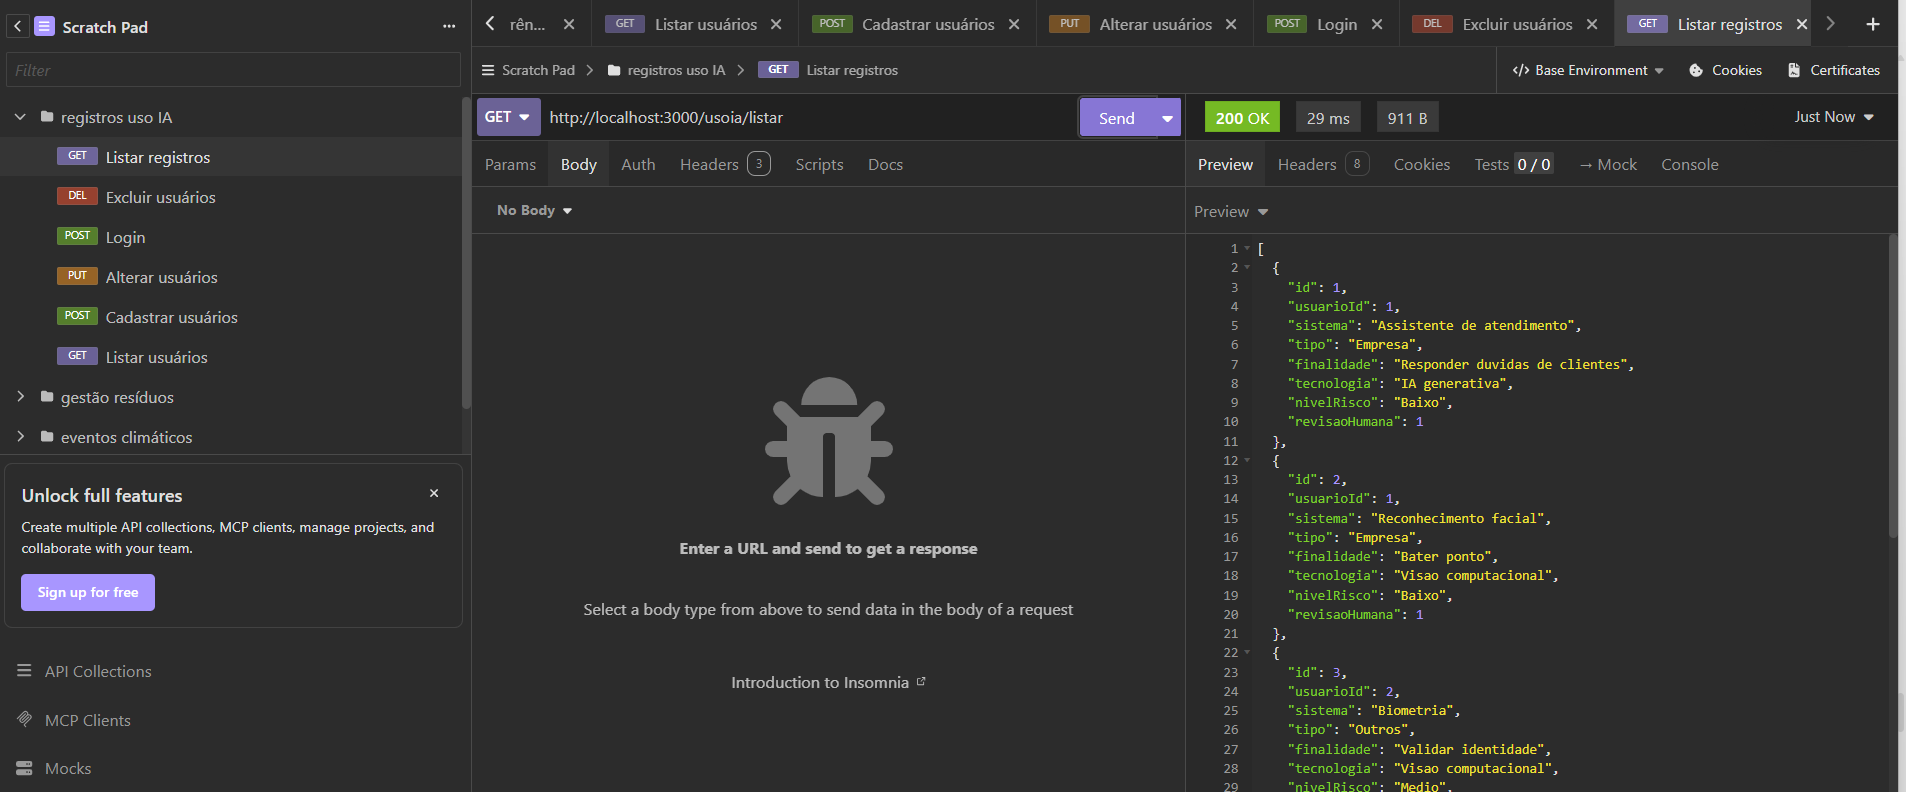 Scratch Pad
Filter
registros uso IA
GET Listar registros
DEL Excluir usuários
POST Login
PUT Alterar usuários
POST Cadastrar usuários
GET Listar usuários
gestão resíduos
eventos climáticos
Unlock full features
Create multiple API collections, MCP clients, manage projects, and
collaborate with your team.
Sign up for free
API Collections
MCP Clients
Mocks
rên... GET Listar usuários POST Cadastrar usuários PUT Alterar usuários POST Login DEL Excluir usuários GET Listar registros
Scratch Pad registros uso IA GET Listar registros
</> Base Environment Cookies Certificates
GET http://localhost:3000/usoia/listar Send
200 OK 29 ms 911 B Just Now
Params Body Auth Headers 3 Scripts Docs
No Body
Enter a URL and send to get a response
Select a body type from above to send data in the body of a request
Introduction to Insomnia
Preview Headers 8 Cookies Tests 0 / 0 → Mock Console
Preview
1 [
2 {
3 "id": 1,
4 "usuarioId": 1,
5 "sistema": "Assistente de atendimento",
6 "tipo": "Empresa",
7 "finalidade": "Responder duvidas de clientes",
8 "tecnologia": "IA generativa",
9 "nivelRisco": "Baixo",
10 "revisaoHumana": 1
11 },
12 {
13 "id": 2,
14 "usuarioId": 1,
15 "sistema": "Reconhecimento facial",
16 "tipo": "Empresa",
17 "finalidade": "Bater ponto",
18 "tecnologia": "Visao computacional",
19 "nivelRisco": "Baixo",
20 "revisaoHumana": 1
21 },
22 {
23 "id": 3,
24 "usuarioId": 2,
25 "sistema": "Biometria",
26 "tipo": "Outros",
27 "finalidade": "Validar identidade",
28 "tecnologia": "Visao computacional",
29 "nivelRisco": "Medio",